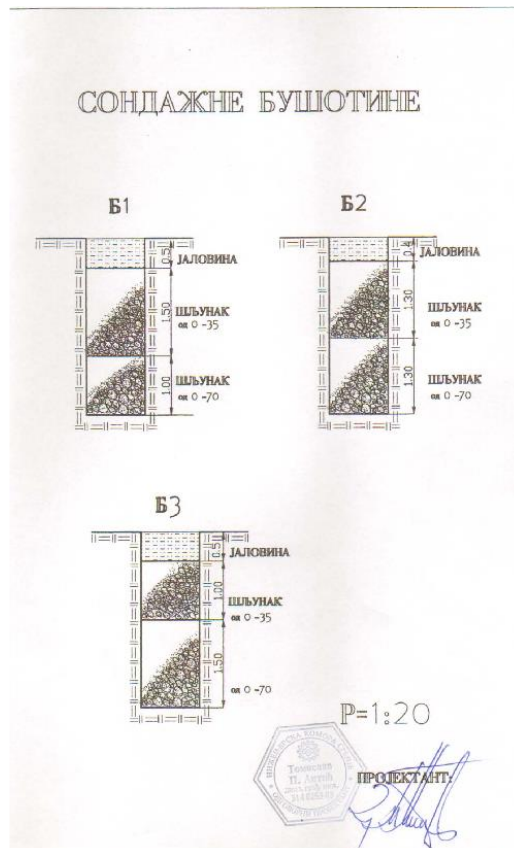 СОНДАЖНЕ БУШОТИНЕ
Б1
0.5
ЈАЛОВИНА
1.50
ШЉУНАК
од 0 -35
1.00
ШЉУНАК
од 0 -70
Б2
0.4
ЈАЛОВИНА
1.30
ШЉУНАК
од 0 -35
1.30
ШЉУНАК
од 0 -70
Б3
0.5
ЈАЛОВИНА
1.00
ШЉУНАК
од 0 -35
1.50
од 0 -70
Р=1:20
ПРОЈЕКТАНТ: